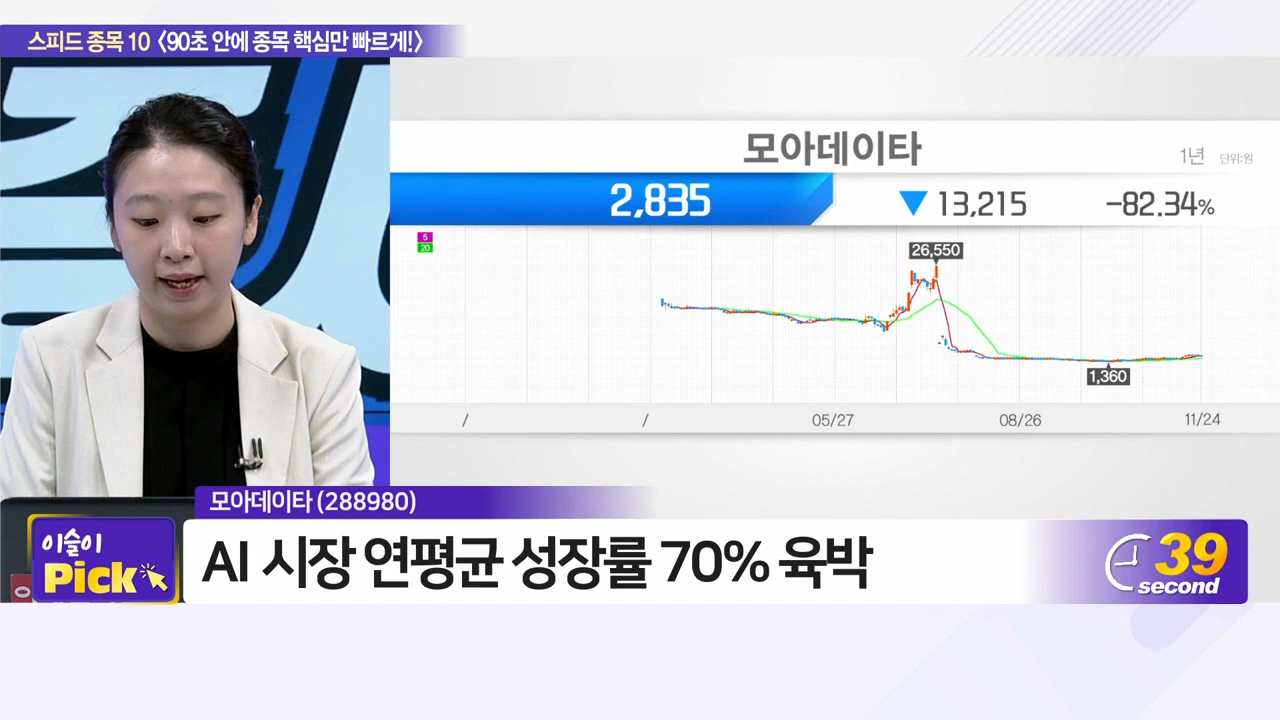 스피드 종목 10 〈90초 안에 종목 핵심만 빠르게!〉
모아데이타
1년 단위:원
2,835 ▼ 13,215 -82.34%
5
20
26,550
1,360
/ / 05/27 08/26 11/24
모아데이타 (288980)
이슬이
Pick
AI 시장 연평균 성장률 70% 육박
39
second